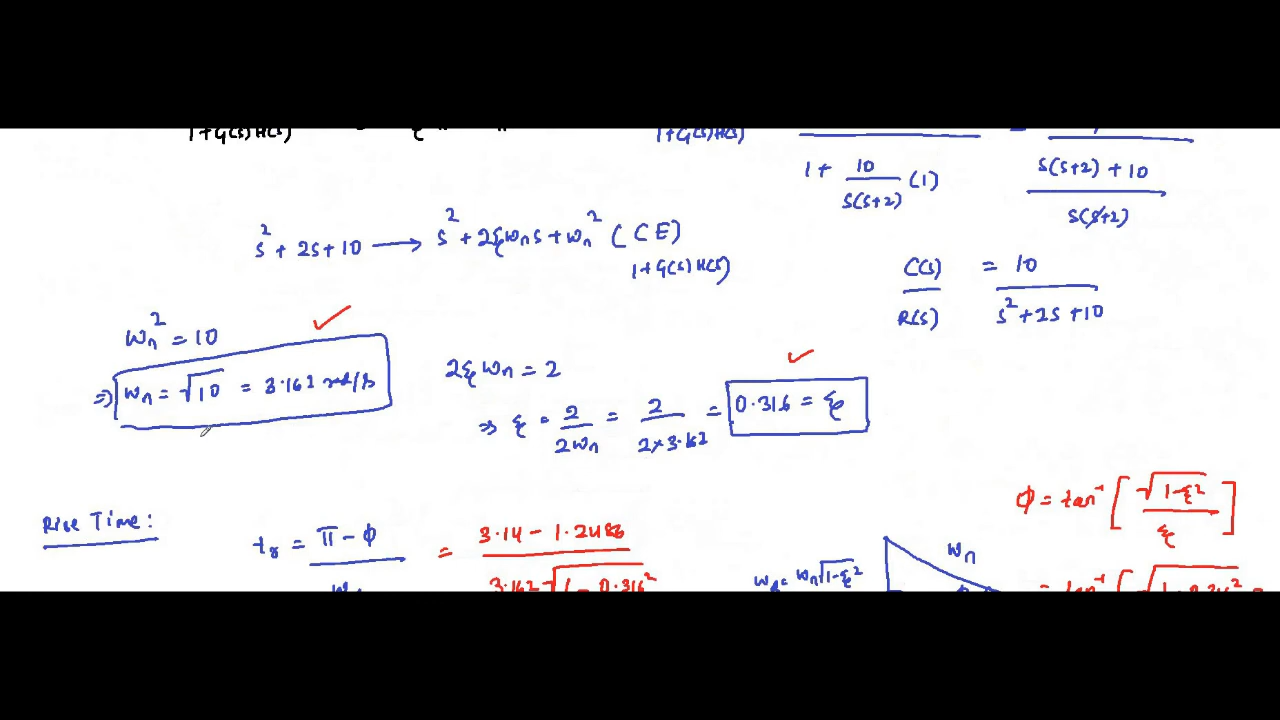 1+G(s)H(s)
1+G(s)H(s)
1 + 10 / s(s+2) (1)
=
s(s+2) + 10
s(s+2)
s² + 2s + 10 → s² + 2ξωₙs + ωₙ² (CE)
1+G(s)H(s)
C(s) / R(s) = 10 / s² + 2s + 10
ωₙ² = 10
⇒ ωₙ = √10 = 3.162 rad/s
2ξωₙ = 2
⇒ ξ = 2 / 2ωₙ = 2 / 2×3.162 = 0.316 = ξ
Rise Time:
tᵣ = π - ϕ
= 3.14 - 1.2486 / 3.162 √1 - 0.316²
ω_d = ωₙ√1-ξ²
ωₙ
ϕ = tan⁻¹ [ √1-ξ² / ξ ]
= tan⁻¹ [ √